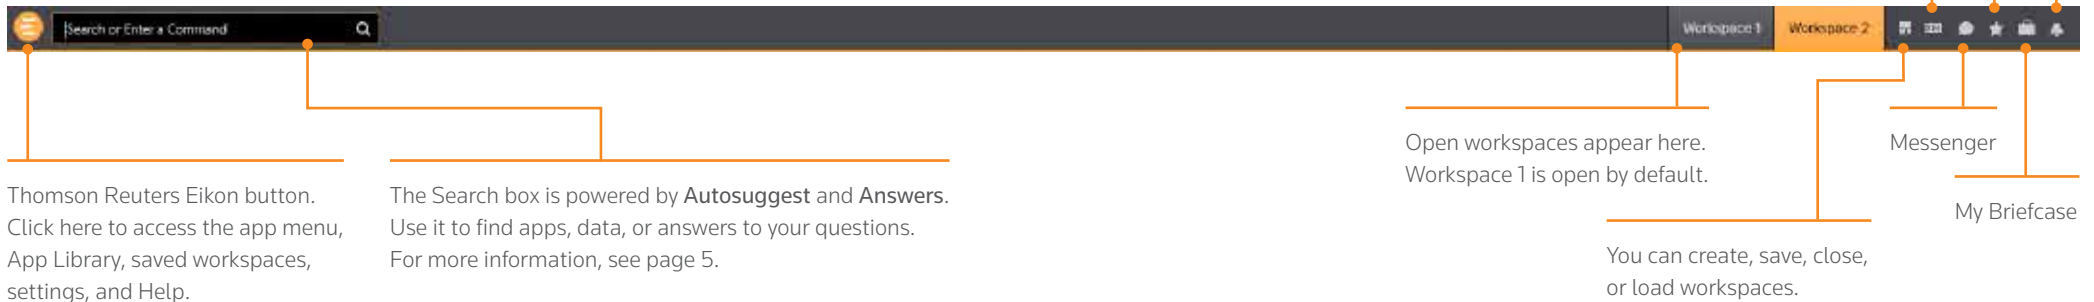 Search or Enter a Command
Workspace 1
Workspace 2
Thomson Reuters Eikon button.
Click here to access the app menu,
App Library, saved workspaces,
settings, and Help.
The Search box is powered by Autosuggest and Answers.
Use it to find apps, data, or answers to your questions.
For more information, see page 5.
Open workspaces appear here.
Workspace 1 is open by default.
You can create, save, close,
or load workspaces.
Messenger
My Briefcase